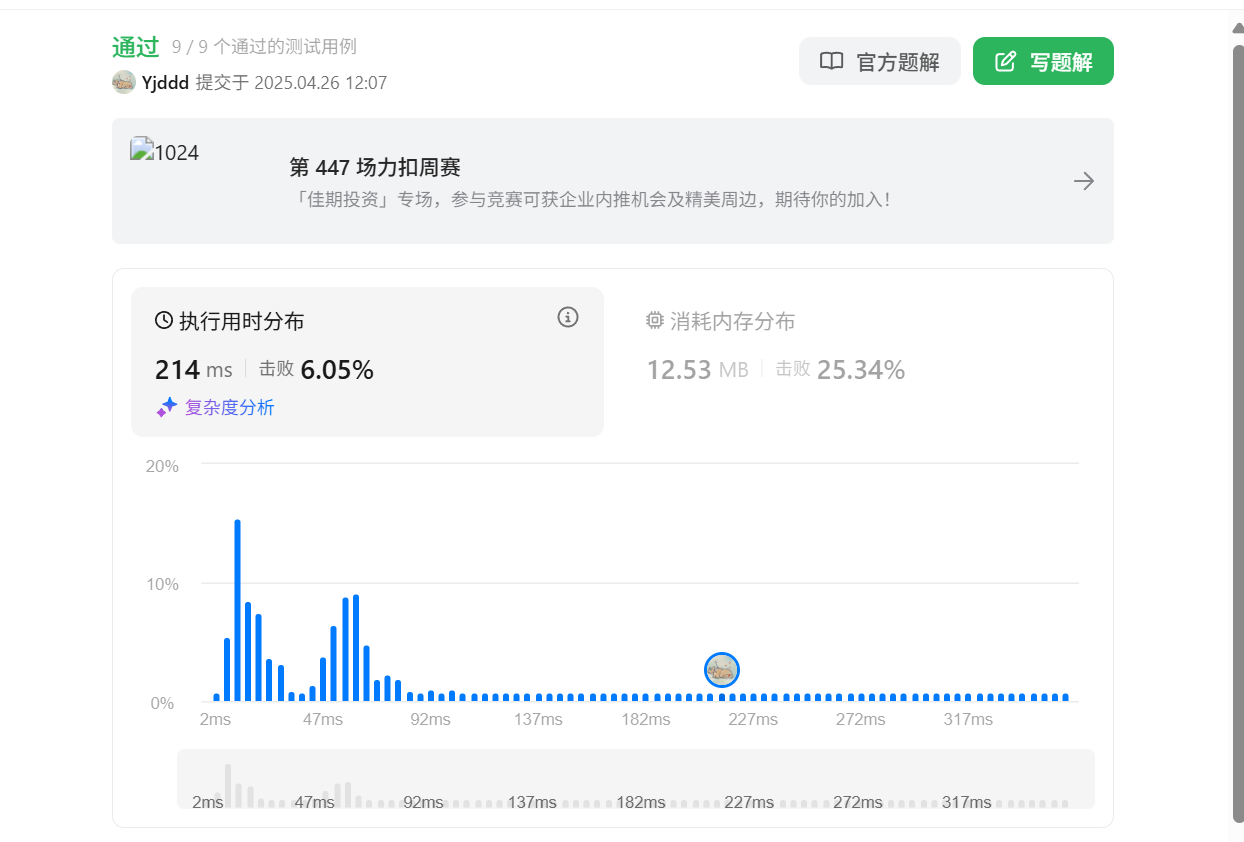 通过 9 / 9 个通过的测试用例
Yjddd 提交于 2025.04.26 12:07
官方题解
写题解
1024
第 447 场力扣周赛
「佳期投资」专场，参与竞赛可获企业内推机会及精美周边，期待你的加入！
执行用时分布
214 ms 击败 6.05%
复杂度分析
消耗内存分布
12.53 MB 击败 25.34%
20%
10%
0%
2ms 47ms 92ms 137ms 182ms 227ms 272ms 317ms
2ms 47ms 92ms 137ms 182ms 227ms 272ms 317ms